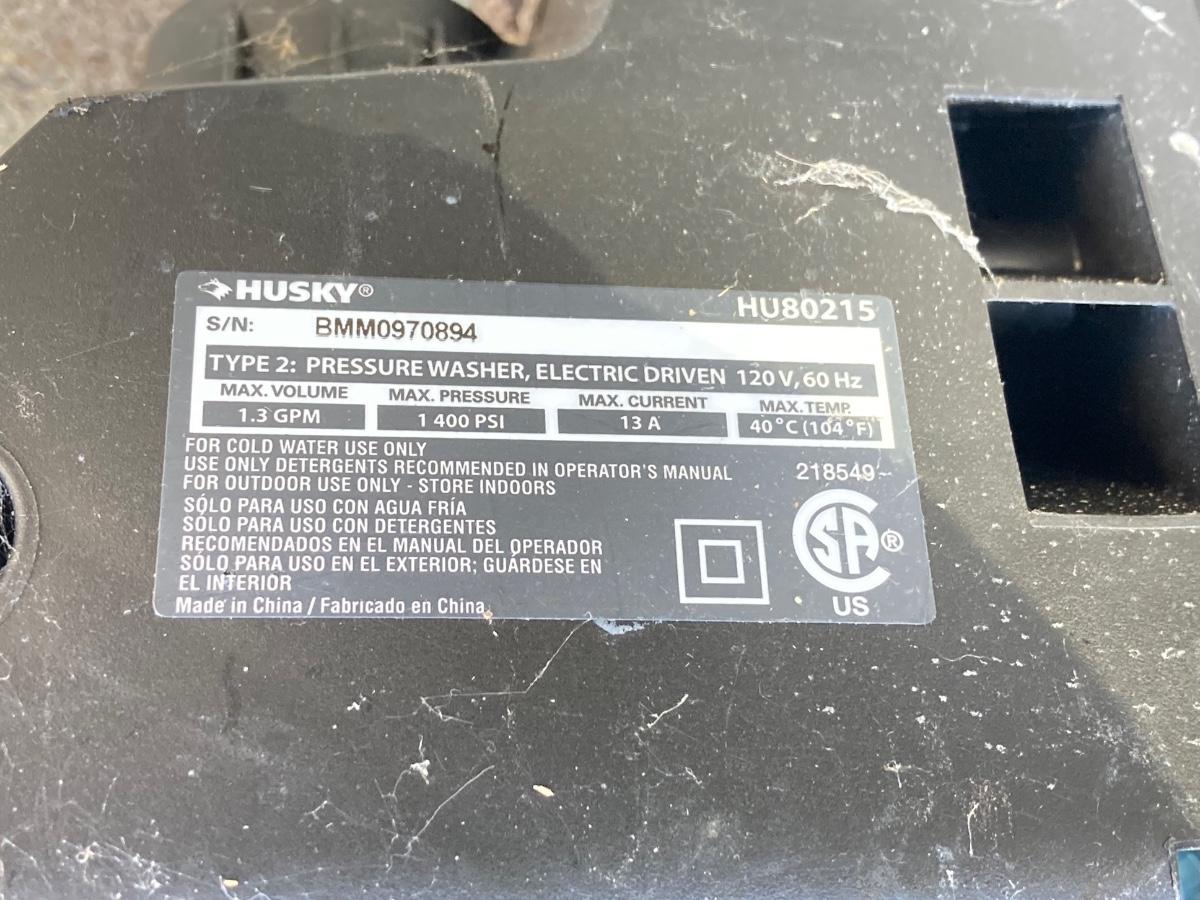 HUSKY® HU80215
S/N: BMM0970894
TYPE 2: PRESSURE WASHER, ELECTRIC DRIVEN 120 V, 60 Hz
MAX. VOLUME MAX. PRESSURE MAX. CURRENT MAX. TEMP.
1.3 GPM 1 400 PSI 13 A 40°C (104°F)
FOR COLD WATER USE ONLY
USE ONLY DETERGENTS RECOMMENDED IN OPERATOR'S MANUAL
FOR OUTDOOR USE ONLY - STORE INDOORS
SÓLO PARA USO CON AGUA FRÍA
SÓLO PARA USO CON DETERGENTES
RECOMENDADOS EN EL MANUAL DEL OPERADOR
SÓLO PARA USO EN EL EXTERIOR; GUÁRDESE EN
EL INTERIOR
Made in China / Fabricado en China
218549
SA®
US